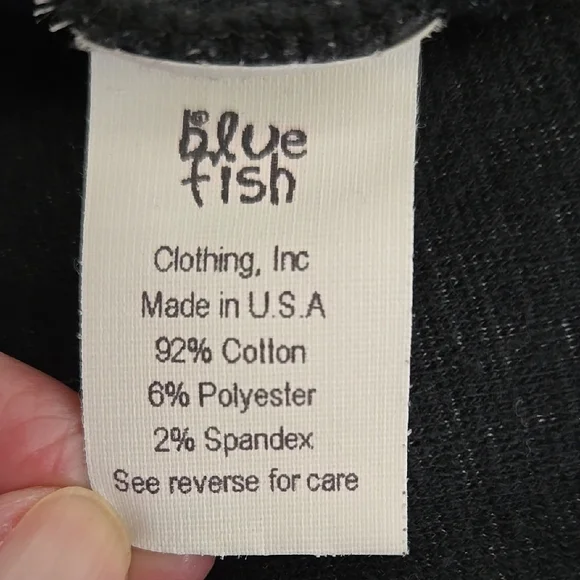 blue
fish
Clothing, Inc
Made in U.S.A
92% Cotton
6% Polyester
2% Spandex
See reverse for care